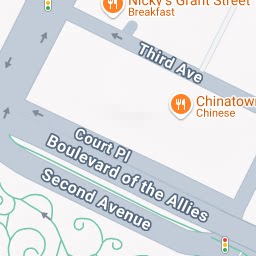 Nicky's Grant Street
Breakfast
Third Ave
Chinatown
Chinese
Court Pl
Boulevard of the Allies
Second Avenue